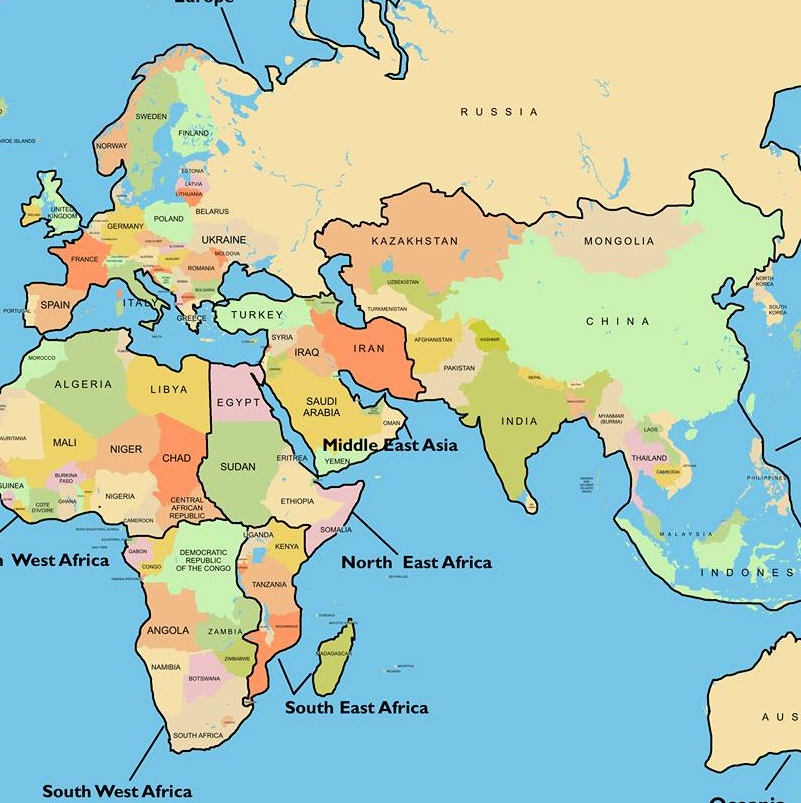 Europe
RUSSIA
SWEDEN
FINLAND
NORWAY
ROE ISLANDS
ESTONIA
LATVIA
LITHUANIA
UNITED
KINGDOM
IRELAND
BELARUS
POLAND
GERMANY
UKRAINE
MOLDOVA
FRANCE
ROMANIA
BULGARIA
KAZAKHSTAN
MONGOLIA
PORTUGAL
SPAIN
ITALY
GREECE
TURKEY
UZBEKISTAN
TURKMENISTAN
NORTH
KOREA
SOUTH
KOREA
CHINA
SYRIA
IRAQ
IRAN
AFGHANISTAN
KASHMIR
PAKISTAN
NEPAL
MOROCCO
ALGERIA
LIBYA
EGYPT
SAUDI
ARABIA
OMAN
INDIA
MYANMAR
(BURMA)
LAOS
THAILAND
CAMBODIA
PHILIPPINES
AURITANIA
MALI
NIGER
CHAD
SUDAN
ERITREA
YEMEN
Middle East Asia
BURKINA
FASO
GUINEA
COTE
D'IVOIRE
GHANA
NIGERIA
CENTRAL
AFRICAN
REPUBLIC
ETHIOPIA
SOMALIA
CAMEROON
MALAYSIA
INDONES
h West Africa
GABON
CONGO
DEMOCRATIC
REPUBLIC
OF THE CONGO
UGANDA
KENYA
North East Africa
TANZANIA
ANGOLA
ZAMBIA
MOZAMBIQUE
MADAGASCAR
ZIMBABWE
NAMIBIA
BOTSWANA
South East Africa
SOUTH AFRICA
AUS
South West Africa
Oceania